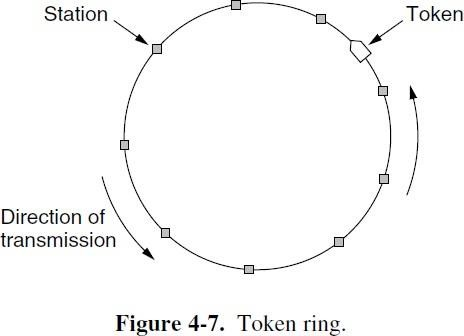 Station
Token
Direction of
transmission
Figure 4-7. Token ring.